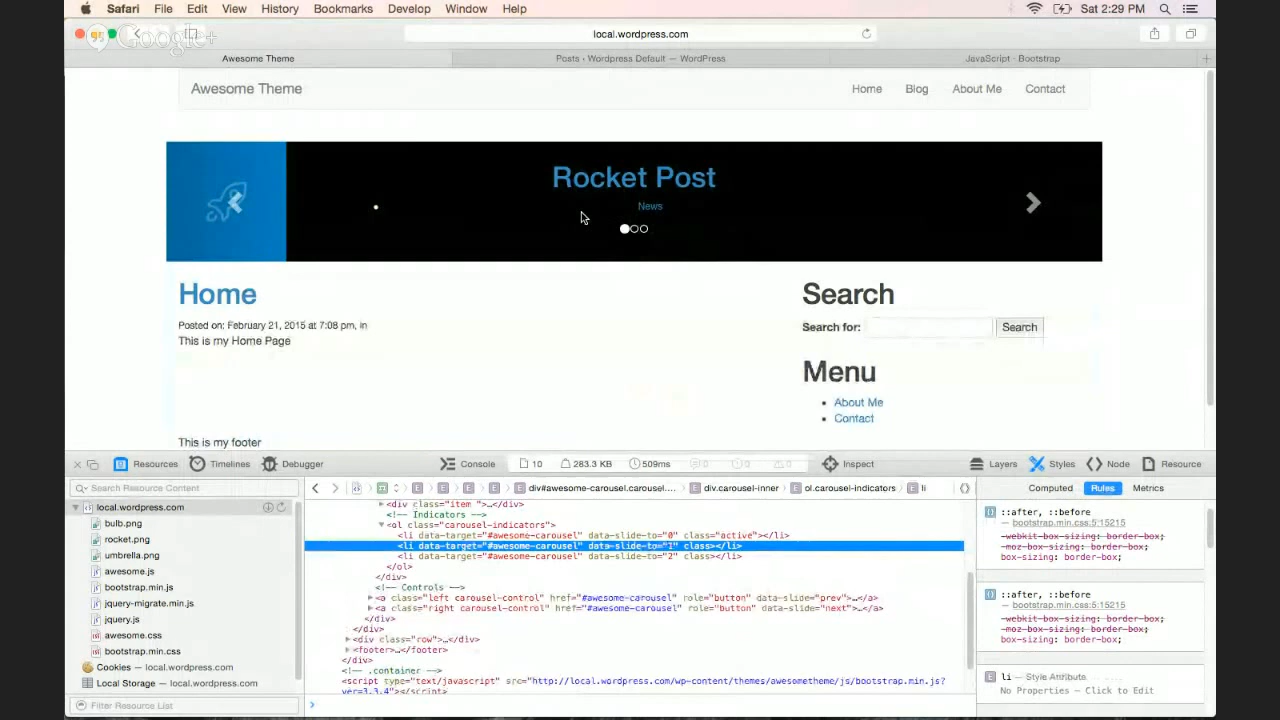 Safari File Edit View History Bookmarks Develop Window Help Sat 2:29 PM
Google+
local.wordpress.com
Awesome Theme Posts ‹ Wordpress Default — WordPress JavaScript · Bootstrap
Awesome Theme Home Blog About Me Contact
Rocket Post
News
Home
Posted on: February 21, 2015 at 7:08 pm, in
This is my Home Page
This is my footer
Search
Search for: Search
Menu
About Me
Contact
Resources Timelines Debugger Console 10 283.3 KB 509ms 0 0 0 Inspect Layers Styles Node Resource
Search Resource Content
local.wordpress.com
bulb.png
rocket.png
umbrella.png
awesome.js
bootstrap.min.js
jquery-migrate.min.js
jquery.js
awesome.css
bootstrap.min.css
Cookies — local.wordpress.com
Local Storage — local.wordpress.com
Filter Resource List
div#awesome-carousel.carousel.... div.carousel-inner ol.carousel-indicators li
<div class="item ">…</div>
<!-- Indicators -->
<ol class="carousel-indicators">
<li data-target="#awesome-carousel" data-slide-to="0" class="active"></li>
<li data-target="#awesome-carousel" data-slide-to="1" class></li>
<li data-target="#awesome-carousel" data-slide-to="2" class></li>
</ol>
</div>
<!-- Controls -->
<a class="left carousel-control" href="#awesome-carousel" role="button" data-slide="prev">…</a>
<a class="right carousel-control" href="#awesome-carousel" role="button" data-slide="next">…</a>
</div>
</div>
<div class="row">…</div>
<footer>…</footer>
</div>
<!-- .container -->
<script type="text/javascript" src="http://local.wordpress.com/wp-content/themes/awesometheme/js/bootstrap.min.js?
ver=3.3.4"></script>
Computed Rules Metrics
::after, ::before
— bootstrap.min.css:5:15215
-webkit-box-sizing: border-box;
-moz-box-sizing: border-box;
box-sizing: border-box;
::after, ::before
— bootstrap.min.css:5:15215
-webkit-box-sizing: border-box;
-moz-box-sizing: border-box;
box-sizing: border-box;
li — Style Attribute
No Properties — Click to Edit